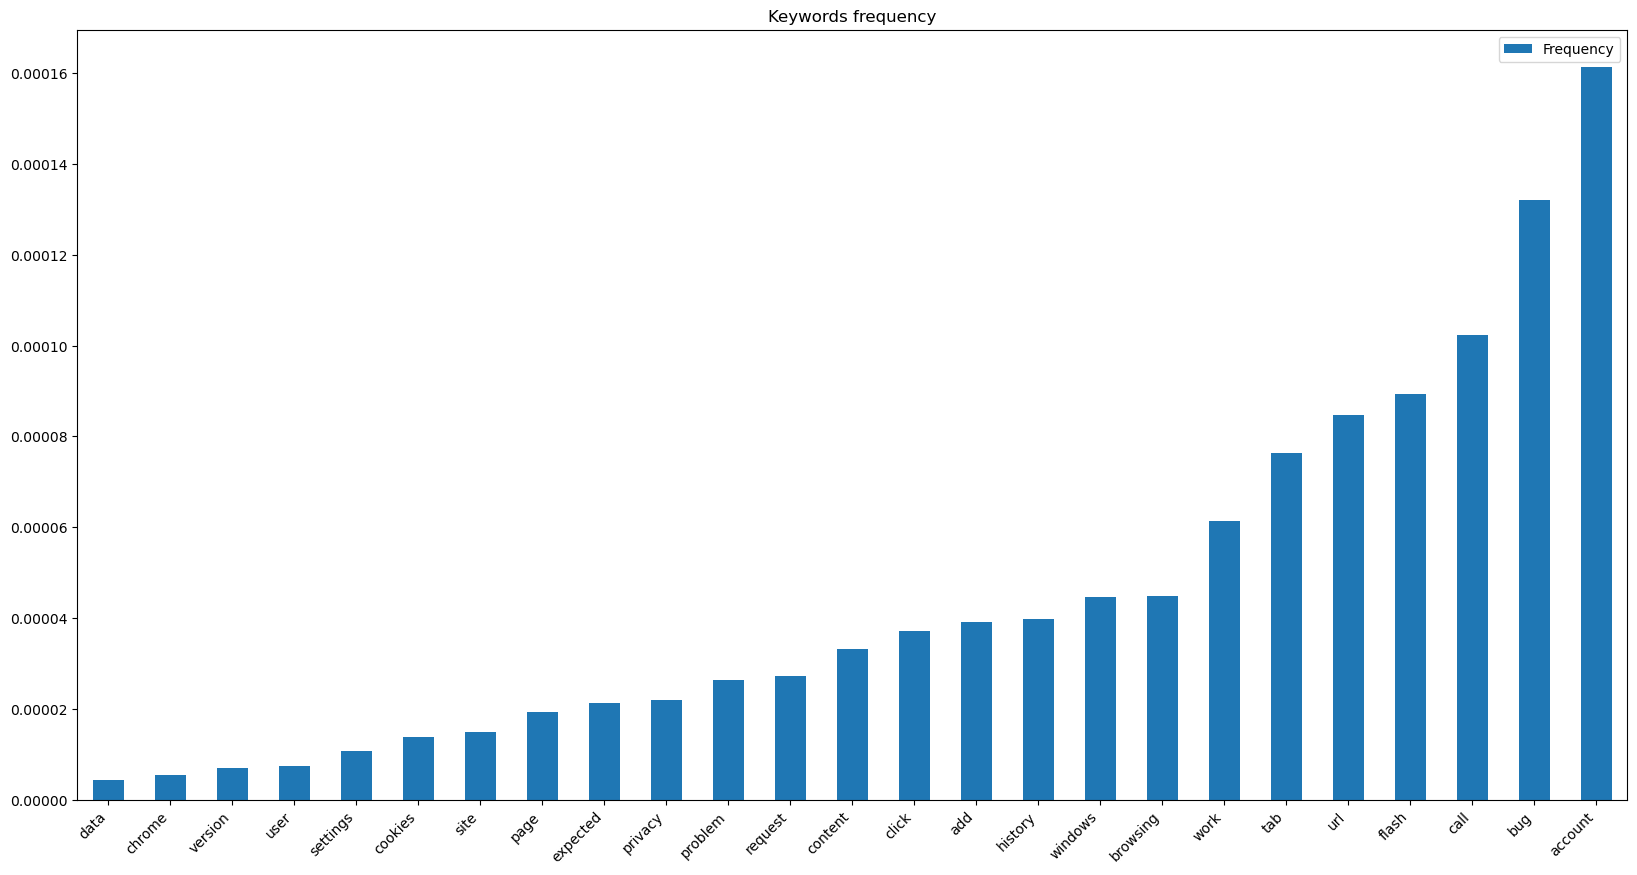 Keywords frequency
Frequency
0.00016
0.00014
0.00012
0.00010
0.00008
0.00006
0.00004
0.00002
0.00000
data
chrome
version
user
settings
cookies
site
page
expected
privacy
problem
request
content
click
add
history
windows
browsing
work
tab
url
flash
call
bug
account